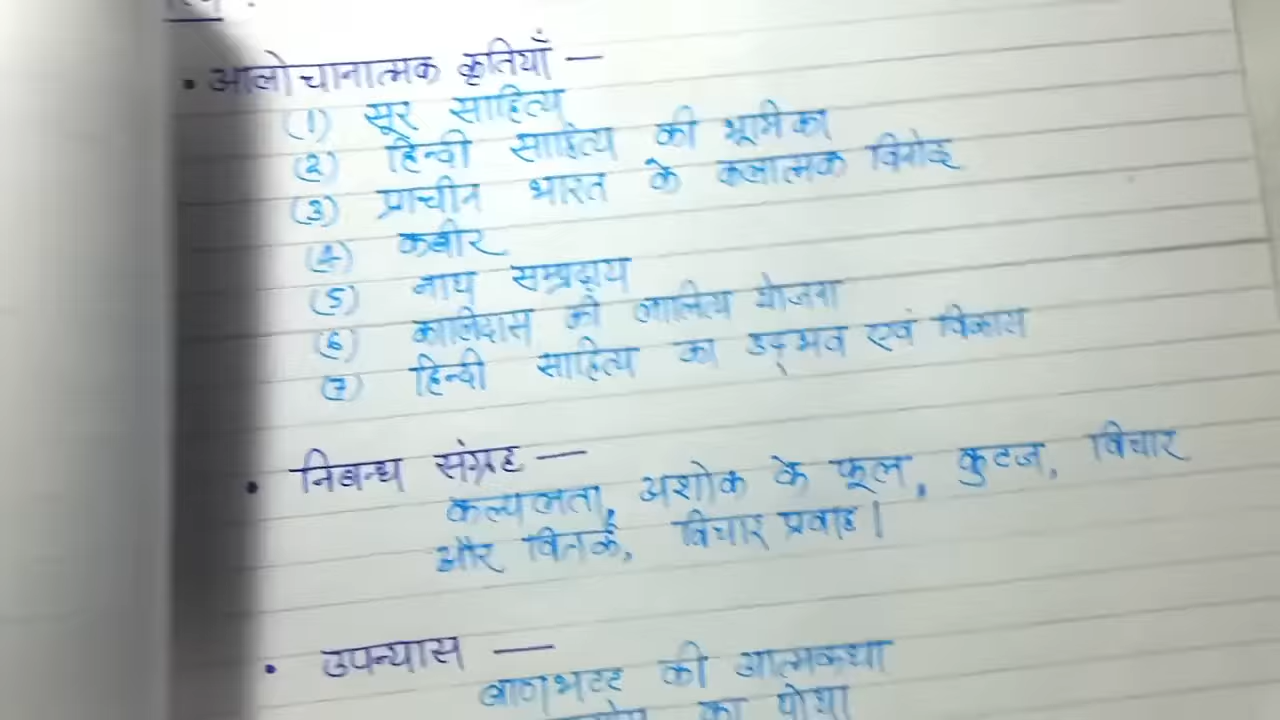 • आलोचानात्मक कृतियाँ —
(1) सूर साहित्य
(2) हिन्दी साहित्य की भूमिका
(3) प्राचीन भारत के कलात्मक विनोद
(4) कबीर
(5) नाथ सम्प्रदाय
(6) कालिदास की लालित्य योजना
(7) हिन्दी साहित्य का उद्भव एवं विकास
• निबन्ध संग्रह —
कल्पलता, अशोक के फूल, कुटज, विचार
और वितर्क, विचार प्रवाह।
• उपन्यास —
बाणभट्ट की आत्मकथा
का पोथा